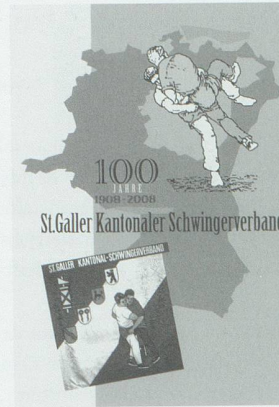 100
JAHRE
1908-2008
St.Galler Kantonaler Schwingerverband
ST.GALLER KANTONAL-SCHWINGERVERBAND